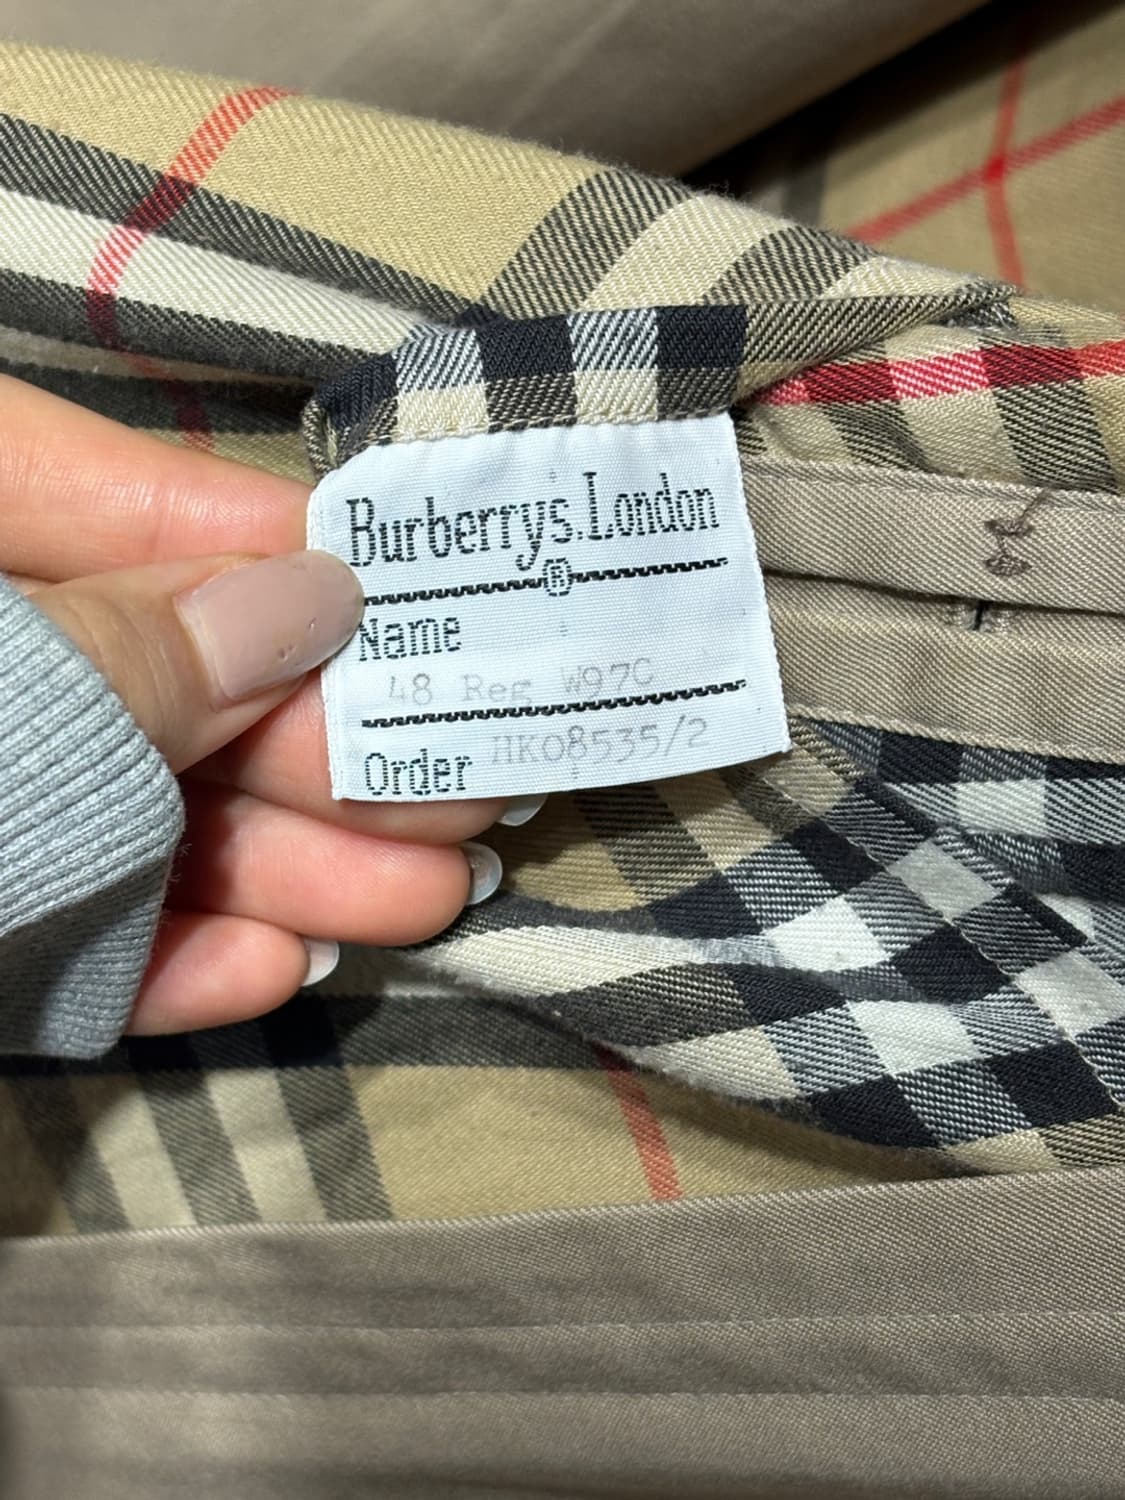 Burberrys.London
®
Name
48 Reg W97C
Order HK08535/2